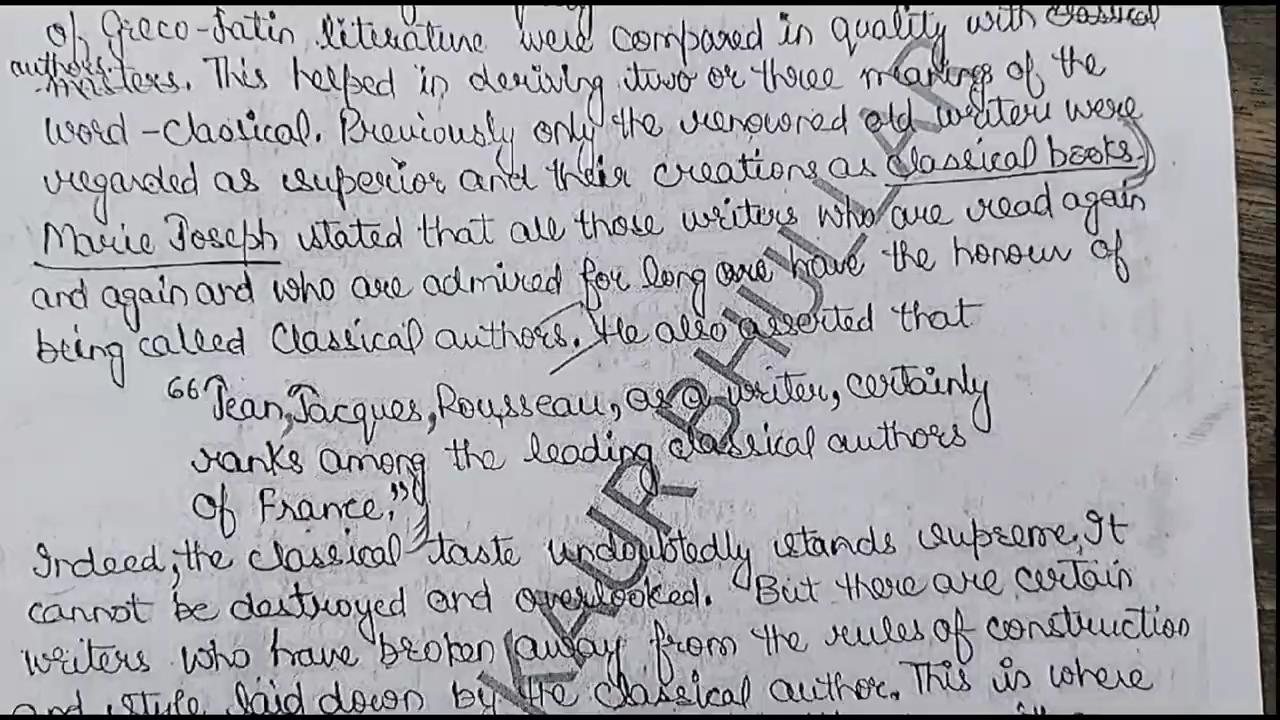 of Greco-Latin literature were compared in quality with classical
authors.
misters. This helped in deriving two or three meanings of the
word-classical. Previously only the renowned old writers were
regarded as superior and their creations as classical books.
Marie Joseph stated that are those writers who are read again
and again and who are admired for long are have the honour of
being called Classical authors. He also asserted that
"Jean, Jacques, Rousseau, as a writer, certainly
ranks among the leading classical authors
of France."
Indeed, the classical taste undoubtedly stands supreme. It
cannot be destroyed and overlooked. But there are certain
writers who have broken away from the rules of construction
and style laid down by the classical author. This is where
KAUR BHULLER